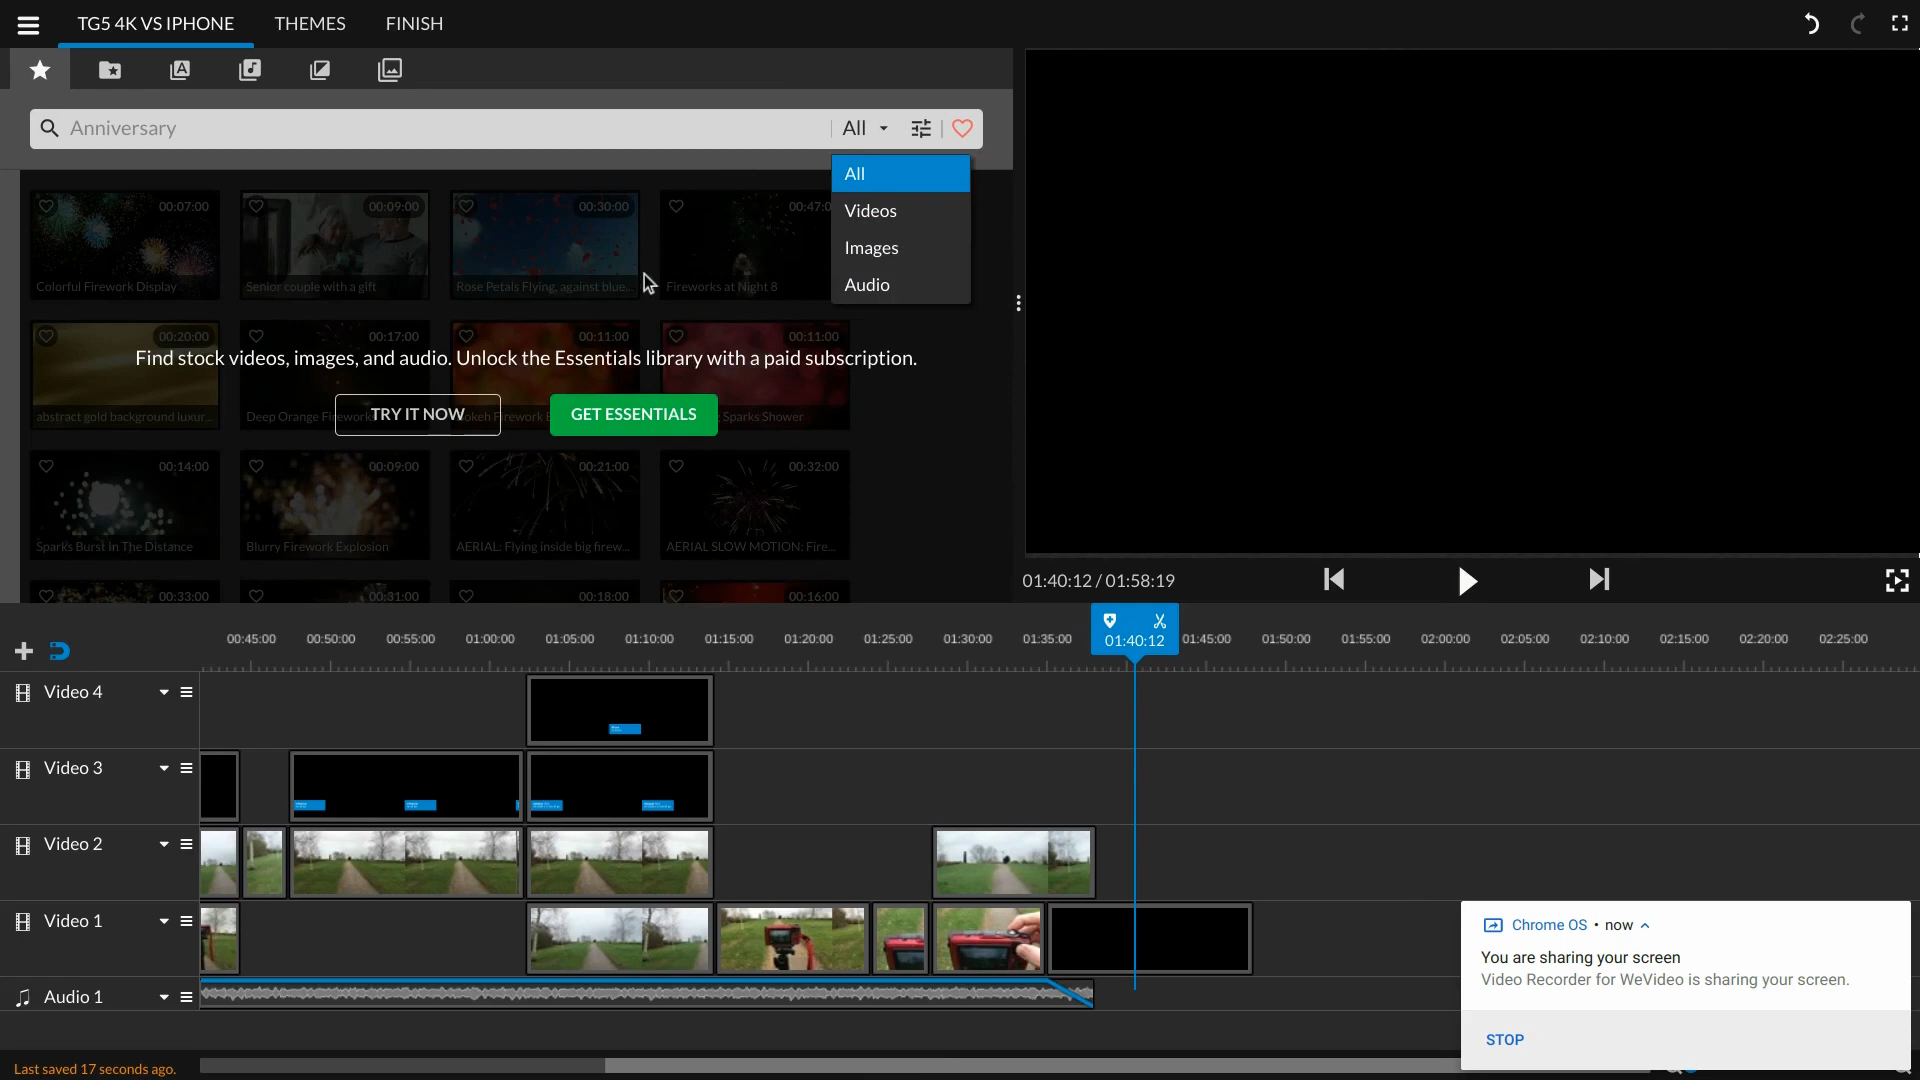 TG5 4K VS IPHONE THEMES FINISH
Anniversary All
All
Videos
Images
Audio
00:07:00 00:09:00 00:30:00 00:47:0
Colorful Firework Display Senior couple with a gift Rose Petals Flying, against blue... Fireworks at Night 8
00:20:00 00:17:00 00:11:00 00:11:00
Find stock videos, images, and audio. Unlock the Essentials library with a paid subscription.
abstract gold background luxur... Deep Orange Firework Sparks Shower
TRY IT NOW GET ESSENTIALS
00:14:00 00:09:00 00:21:00 00:32:00
Sparks Burst In The Distance Blurry Firework Explosion AERIAL: Flying inside big firew... AERIAL SLOW MOTION: Fire...
00:33:00 00:31:00 00:18:00 00:16:00
01:40:12 / 01:58:19
00:45:00 00:50:00 00:55:00 01:00:00 01:05:00 01:10:00 01:15:00 01:20:00 01:25:00 01:30:00 01:35:00 01:40:12 01:45:00 01:50:00 01:55:00 02:00:00 02:05:00 02:10:00 02:15:00 02:20:00 02:25:00
Video 4
Video 3
Video 2
Video 1
Audio 1
Chrome OS • now
You are sharing your screen
Video Recorder for WeVideo is sharing your screen.
STOP
Last saved 17 seconds ago.